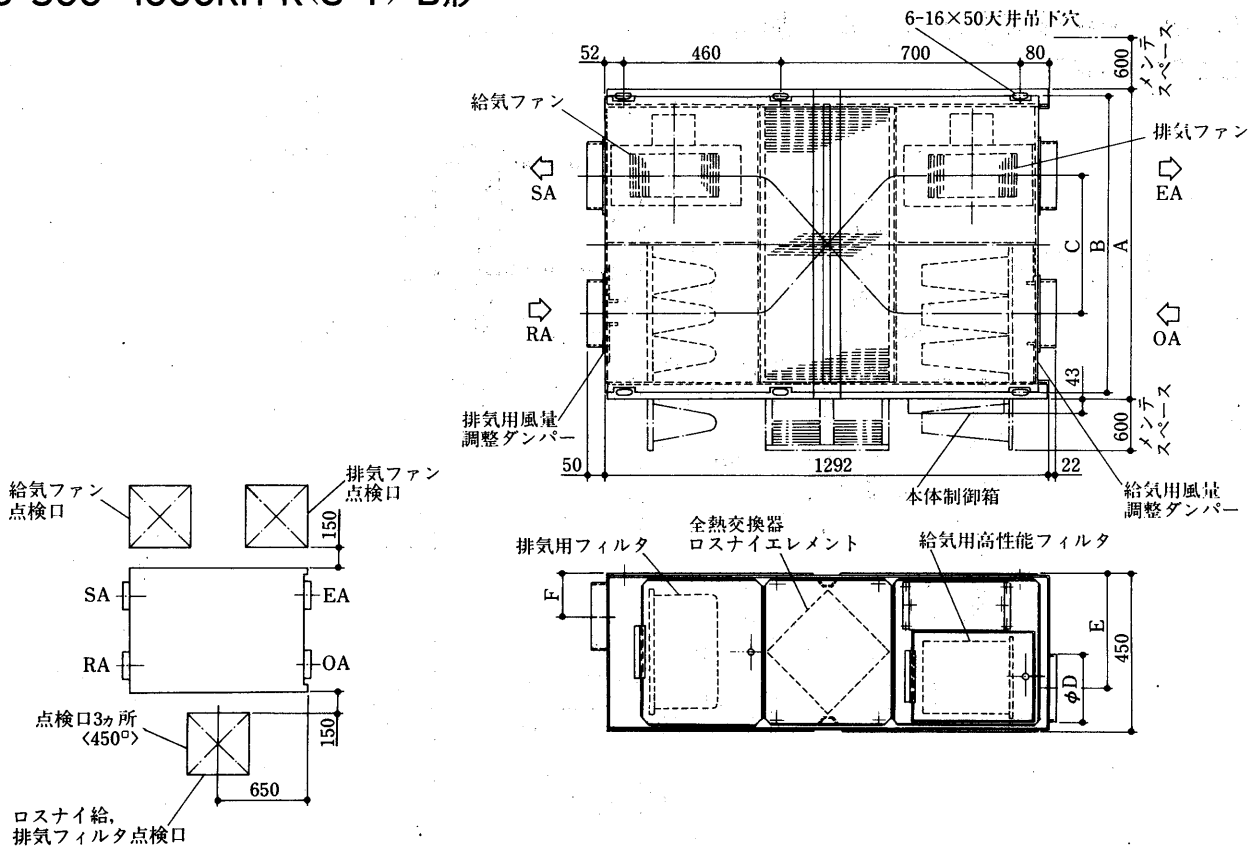 6-16×50天井吊下穴
52
460
700
80
600
メンテ
スペース
給気ファン
排気ファン
SA
EA
C
B
A
RA
OA
43
排気用風量
調整ダンパー
600
メンテ
スペース
50
1292
22
本体制御箱
給気用風量
調整ダンパー
給気ファン
点検口
排気ファン
点検口
150
SA
EA
RA
OA
点検口3ヵ所
〈450□〉
150
650
ロスナイ給,
排気フィルタ点検口
排気用フィルタ
全熱交換器
ロスナイエレメント
給気用高性能フィルタ
F
E
450
φD